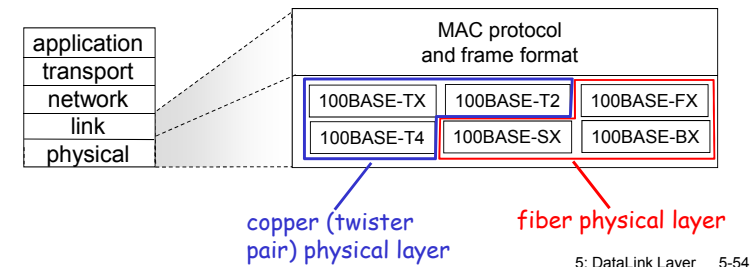 application
transport
network
link
physical
MAC protocol
and frame format
100BASE-TX
100BASE-T2
100BASE-FX
100BASE-T4
100BASE-SX
100BASE-BX
copper (twister
pair) physical layer
fiber physical layer
5: DataLink Layer 5-54